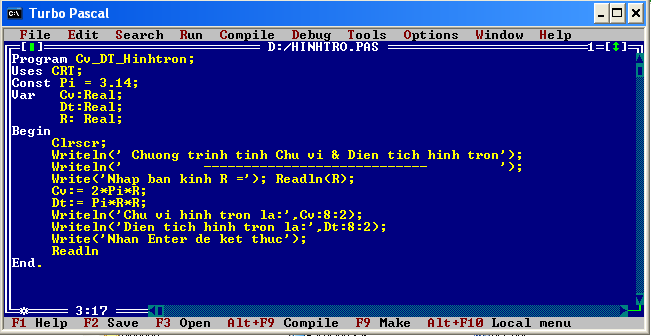 Turbo Pascal
File Edit Search Run Compile Debug Tools Options Window Help
[■] D:/HINHTRO.PAS 1=[↕]
Program Cv_DT_Hinhtron;
Uses CRT;
Const Pi = 3.14;
Var Cv:Real;
Dt:Real;
R: Real;
Begin
Clrscr;
Writeln(' Chuong trinh tinh Chu vi & Dien tich hinh tron');
Writeln(' ---------------------------- ');
Write('Nhap ban kinh R ='); Readln(R);
Cv:= 2*Pi*R;
Dt:= Pi*R*R;
Writeln('Chu vi hinh tron la:',Cv:8:2);
Writeln('Dien tich hinh tron la:',Dt:8:2);
Write('Nhan Enter de ket thuc');
Readln
End.
3:17
F1 Help F2 Save F3 Open Alt+F9 Compile F9 Make Alt+F10 Local menu